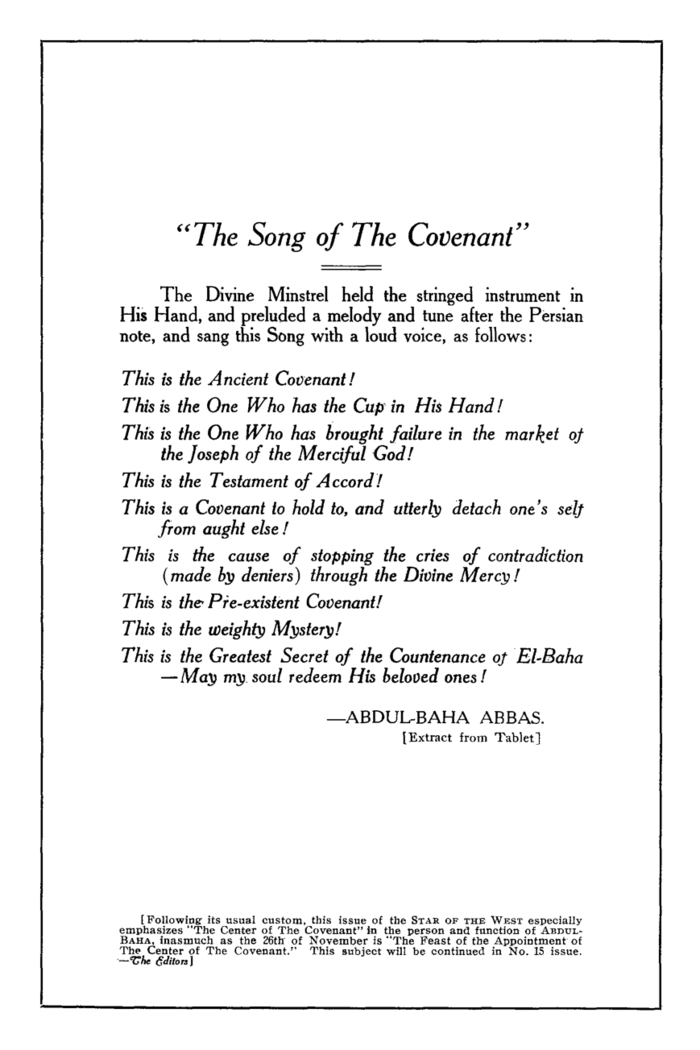 "The Song of The Covenant"
The Divine Minstrel held the stringed instrument in
His Hand, and preluded a melody and tune after the Persian
note, and sang this Song with a loud voice, as follows:
This is the Ancient Covenant!
This is the One Who has the Cup in His Hand!
This is the One Who has brought failure in the market of
the Joseph of the Merciful God!
This is the Testament of Accord!
This is a Covenant to hold to, and utterly detach one's self
from aught else!
This is the cause of stopping the cries of contradiction
(made by deniers) through the Divine Mercy!
This is the Pre-existent Covenant!
This is the weighty Mystery!
This is the Greatest Secret of the Countenance of El-Baha
—May my soul redeem His beloved ones!
—ABDUL-BAHA ABBAS.
[Extract from Tablet]
[Following its usual custom, this issue of the STAR OF THE WEST especially
emphasizes "The Center of The Covenant" in the person and function of ABDUL-
BAHA, inasmuch as the 26th of November is "The Feast of the Appointment of
The Center of The Covenant." This subject will be continued in No. 15 issue.
—The Editors]